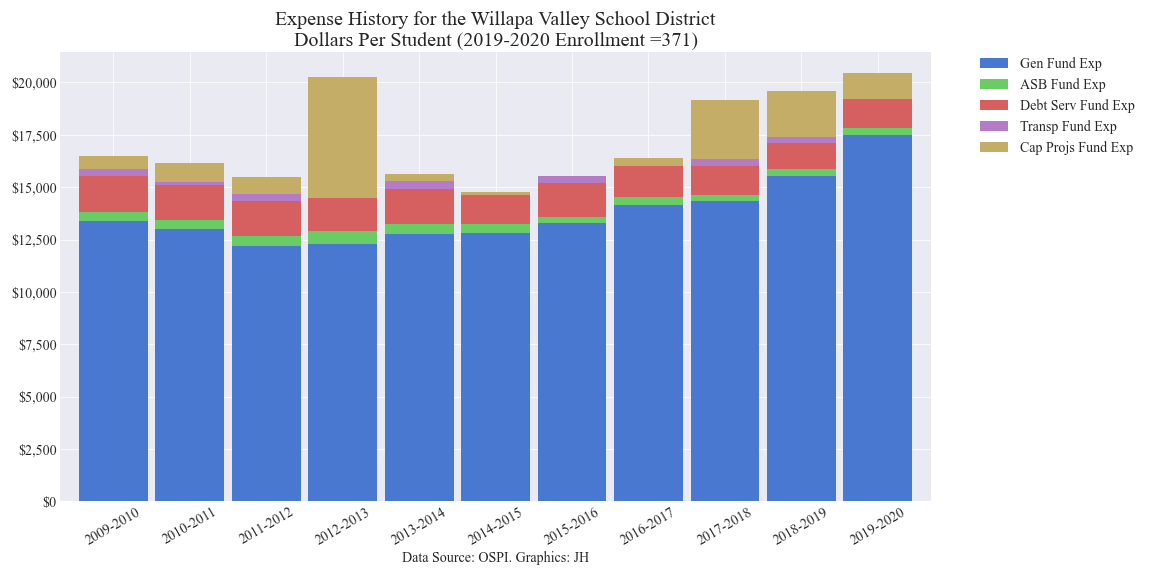 Expense History for the Willapa Valley School District
Dollars Per Student (2019-2020 Enrollment =371)
$20,000
$17,500
$15,000
$12,500
$10,000
$7,500
$5,000
$2,500
$0
2009-2010
2010-2011
2011-2012
2012-2013
2013-2014
2014-2015
2015-2016
2016-2017
2017-2018
2018-2019
2019-2020
Data Source: OSPI. Graphics: JH
Gen Fund Exp
ASB Fund Exp
Debt Serv Fund Exp
Transp Fund Exp
Cap Projs Fund Exp